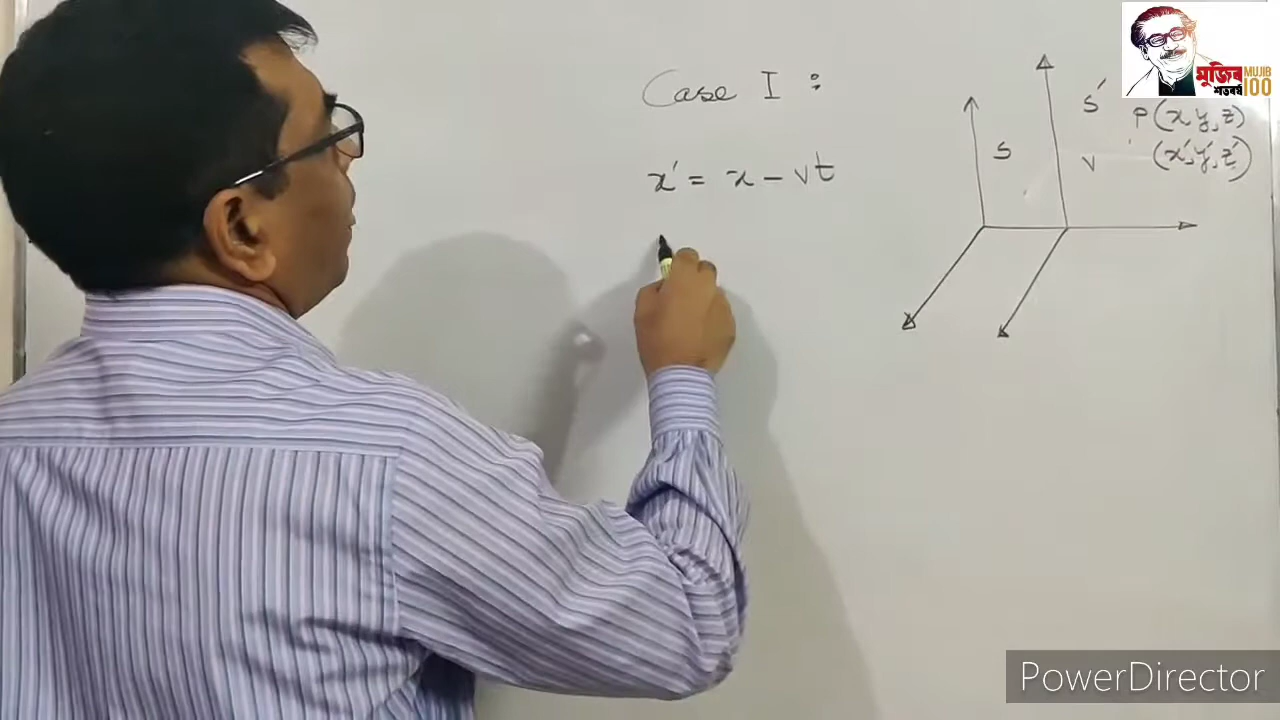 Case I :
x' = x – vt
S
S'
V
P(x, y, z)
(x', y', z')
মুজিব MUJIB
শতবর্ষ 100
PowerDirector